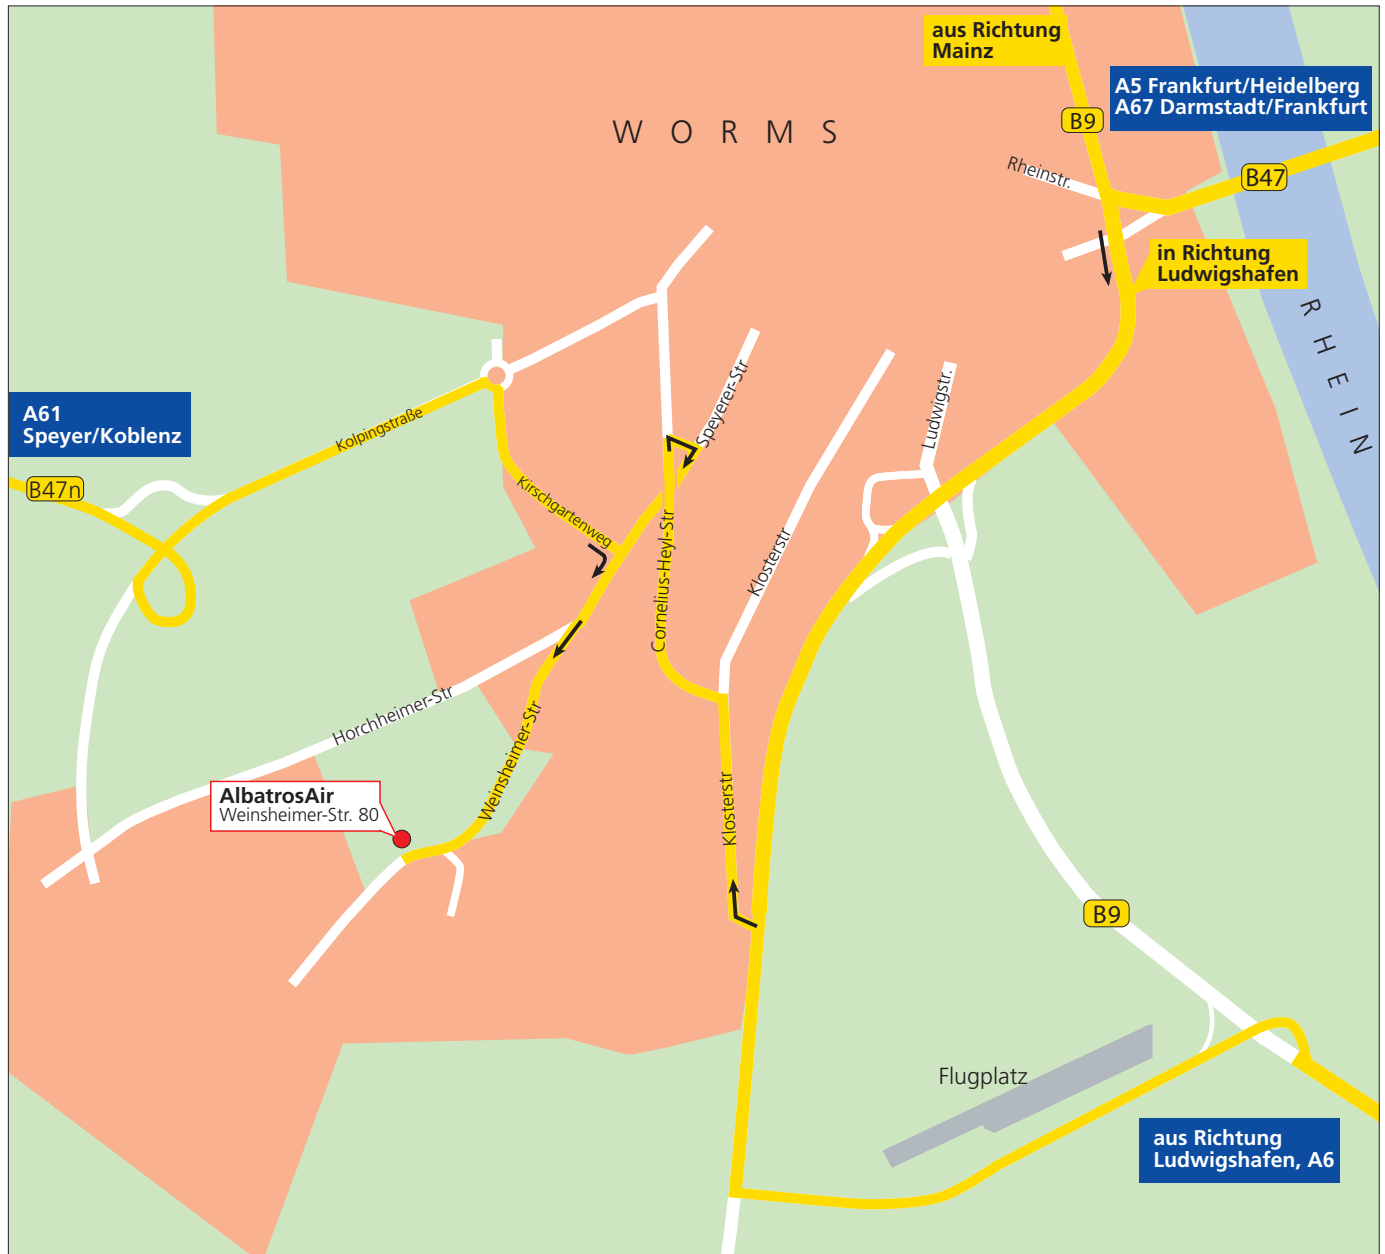 aus Richtung
Mainz
A5 Frankfurt/Heidelberg
A67 Darmstadt/Frankfurt
B9
WORMS
Rheinstr.
B47
in Richtung
Ludwigshafen
RHEIN
A61
Speyer/Koblenz
Kolpingstraße
Speyerer-Str
Ludwigstr.
B47n
Kirschgartenweg
Cornelius-Heyl-Str
Klosterstr
Horchheimer-Str
Weinsheimer-Str
AlbatrosAir
Weinsheimer-Str. 80
Klosterstr
B9
Flugplatz
aus Richtung
Ludwigshafen, A6